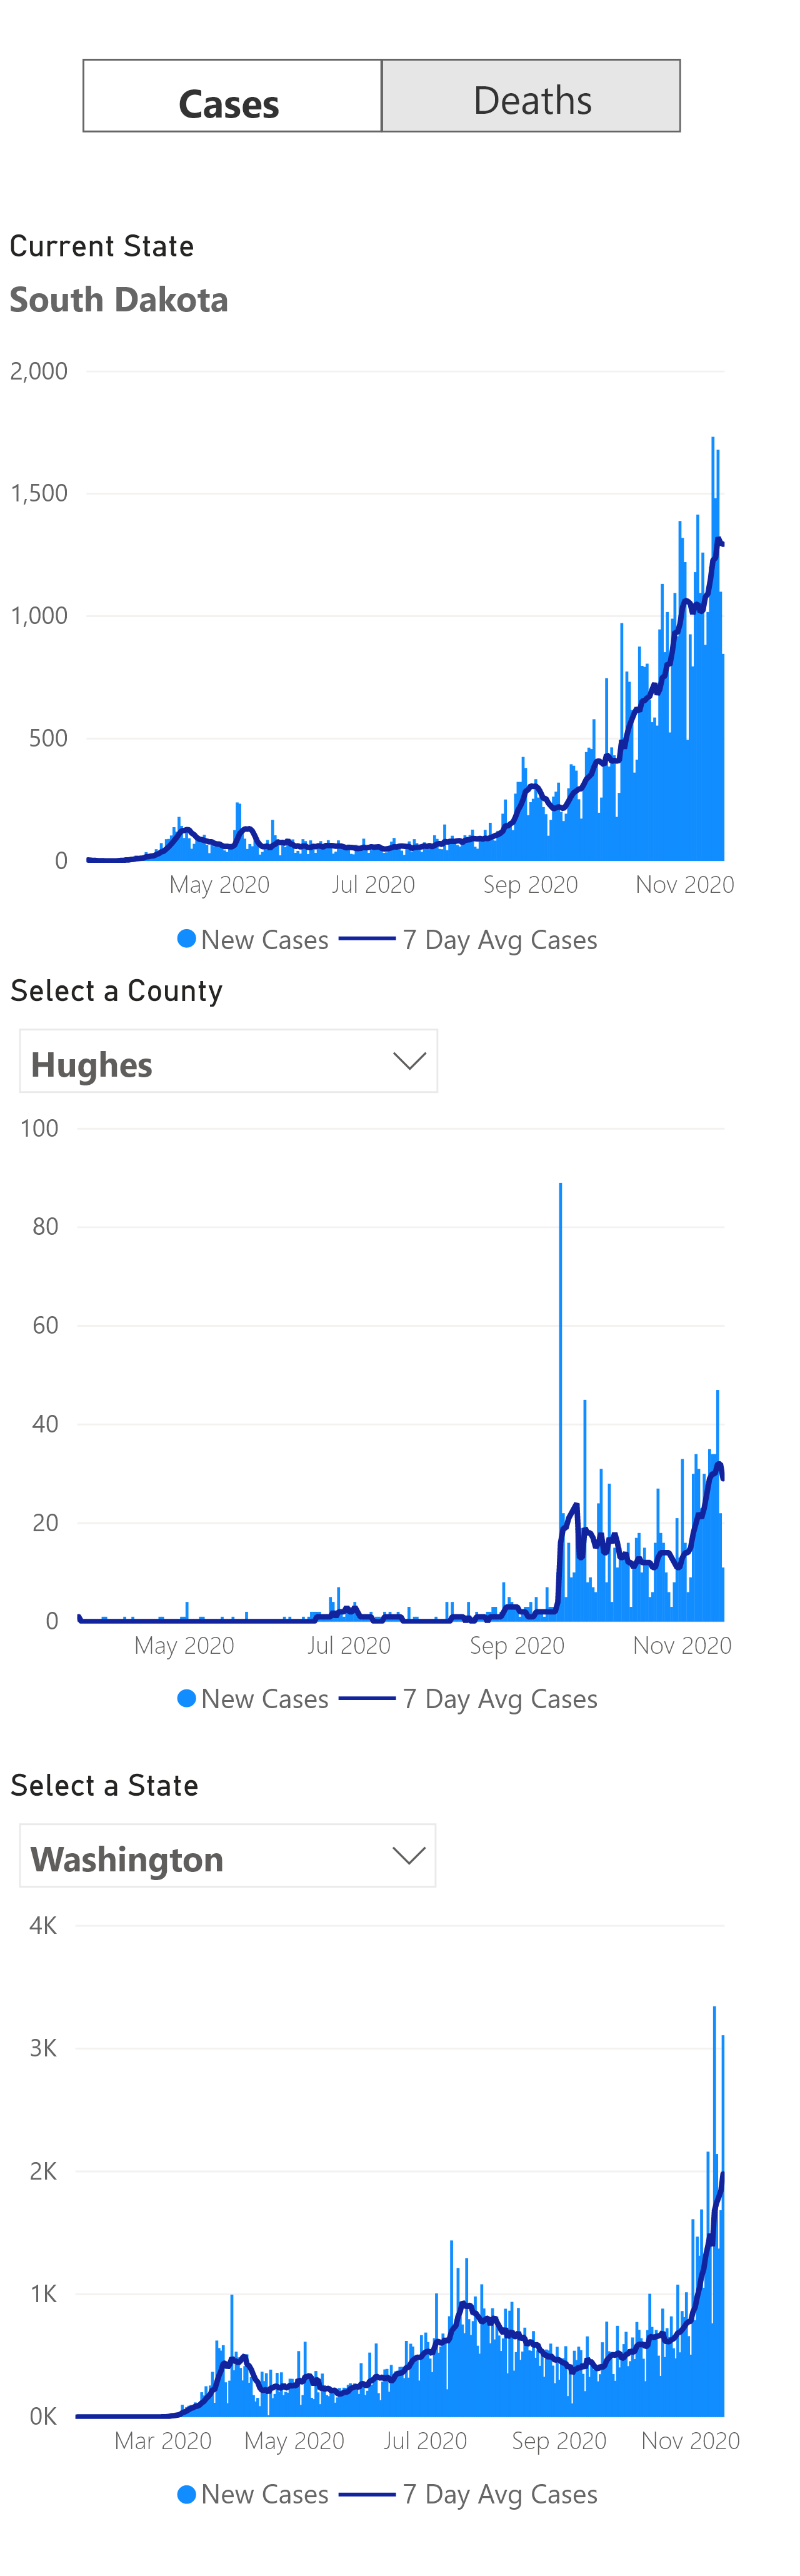 Cases Deaths
Current State
South Dakota
2,000
1,500
1,000
500
0
May 2020 Jul 2020 Sep 2020 Nov 2020
New Cases 7 Day Avg Cases
Select a County
Hughes
100
80
60
40
20
0
May 2020 Jul 2020 Sep 2020 Nov 2020
New Cases 7 Day Avg Cases
Select a State
Washington
4K
3K
2K
1K
0K
Mar 2020 May 2020 Jul 2020 Sep 2020 Nov 2020
New Cases 7 Day Avg Cases